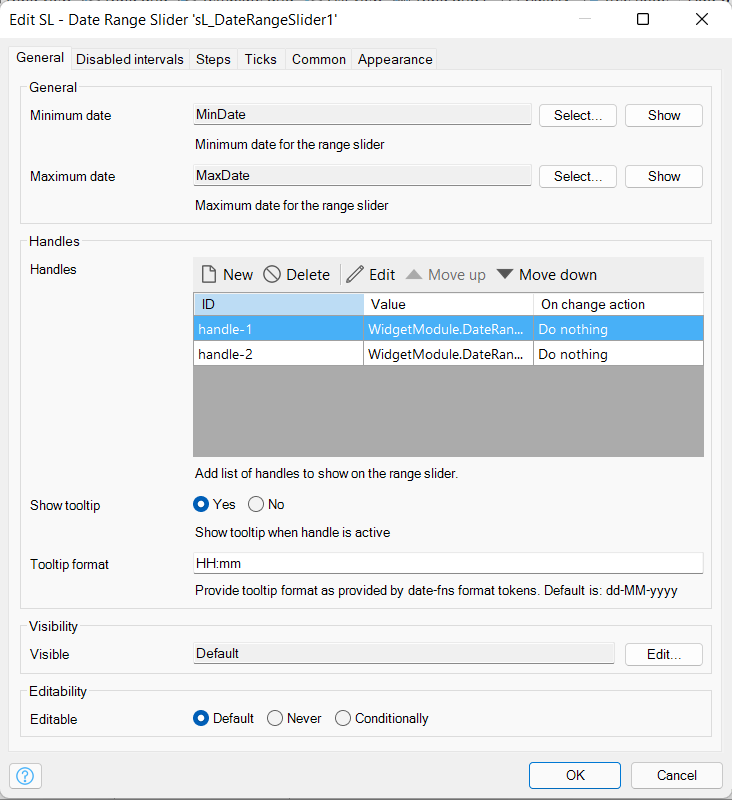 Edit SL - Date Range Slider 'sL_DateRangeSlider1'
General Disabled intervals Steps Ticks Common Appearance
General
Minimum date MinDate Select... Show
Minimum date for the range slider
Maximum date MaxDate Select... Show
Maximum date for the range slider
Handles
Handles New Delete Edit Move up Move down
ID Value On change action
handle-1 WidgetModule.DateRan... Do nothing
handle-2 WidgetModule.DateRan... Do nothing
Add list of handles to show on the range slider.
Show tooltip Yes No
Show tooltip when handle is active
Tooltip format HH:mm
Provide tooltip format as provided by date-fns format tokens. Default is: dd-MM-yyyy
Visibility
Visible Default Edit...
Editability
Editable Default Never Conditionally
? OK Cancel